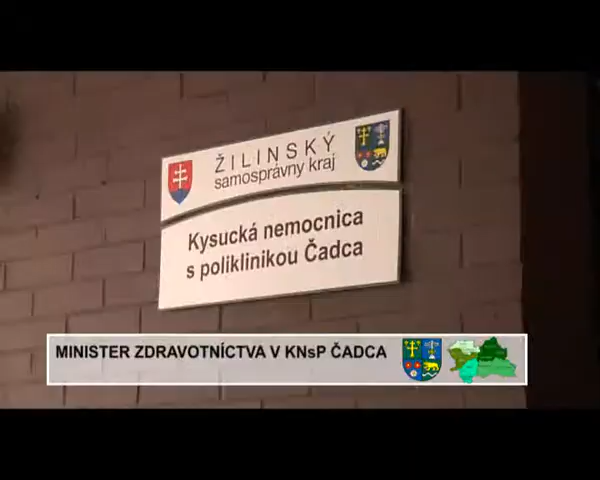 ŽILINSKÝ
samosprávny kraj
Kysucká nemocnica
s poliklinikou Čadca
MINISTER ZDRAVOTNÍCTVA V KNsP ČADCA